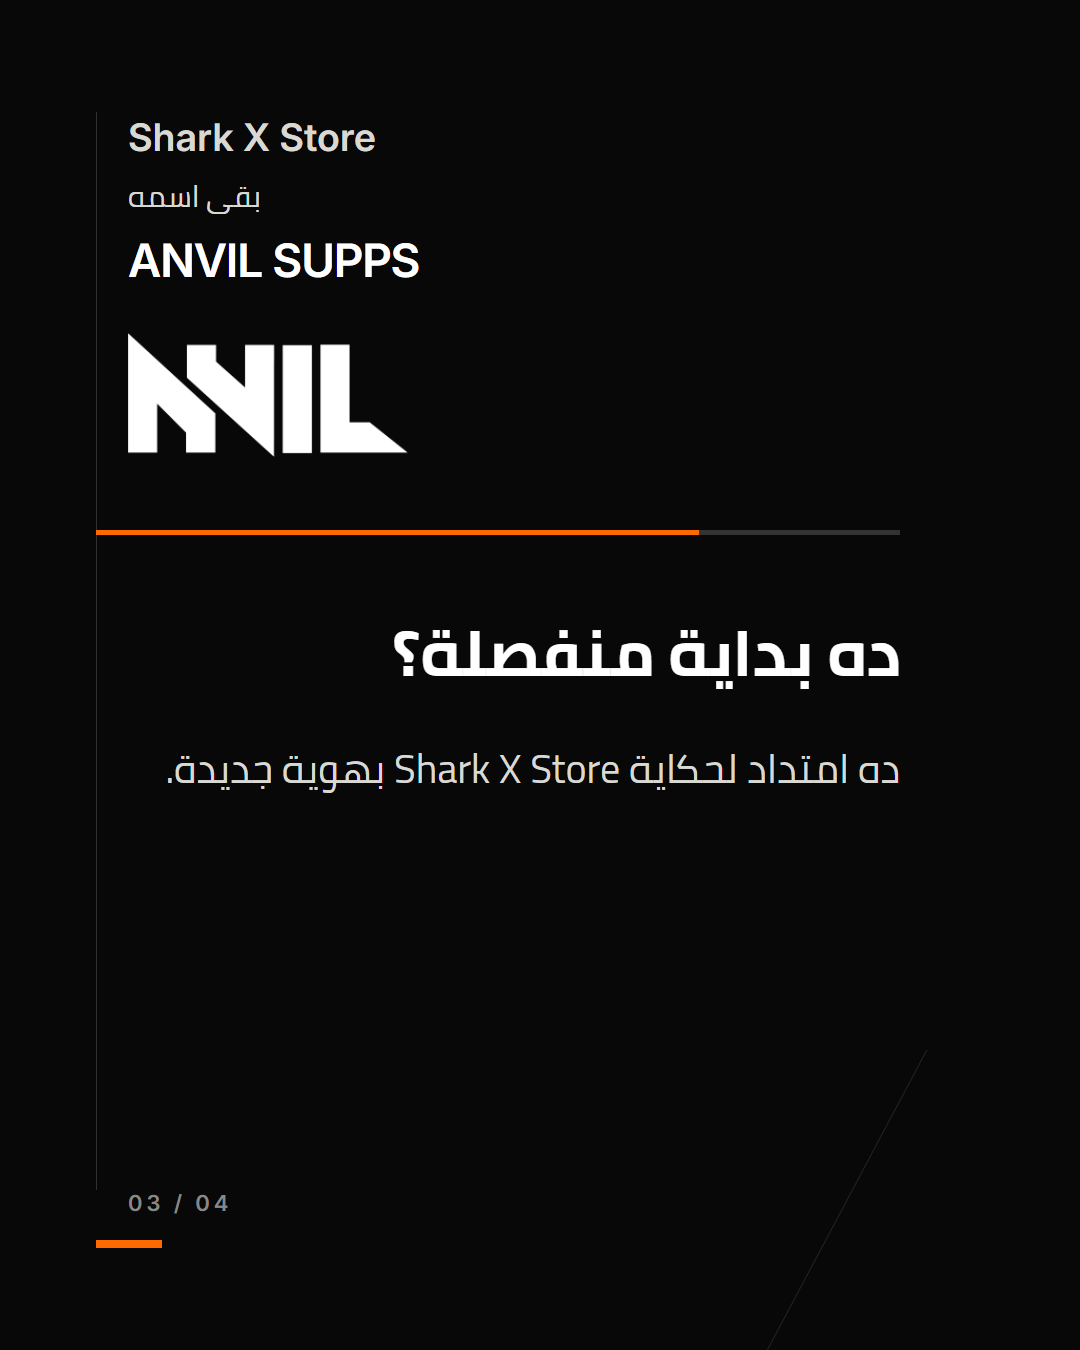 Shark X Store
بقى اسمه
ANVIL SUPPS
ANVIL
ده بداية منفصلة؟
ده امتداد لحكاية Shark X Store بهوية جديدة.
03 / 04